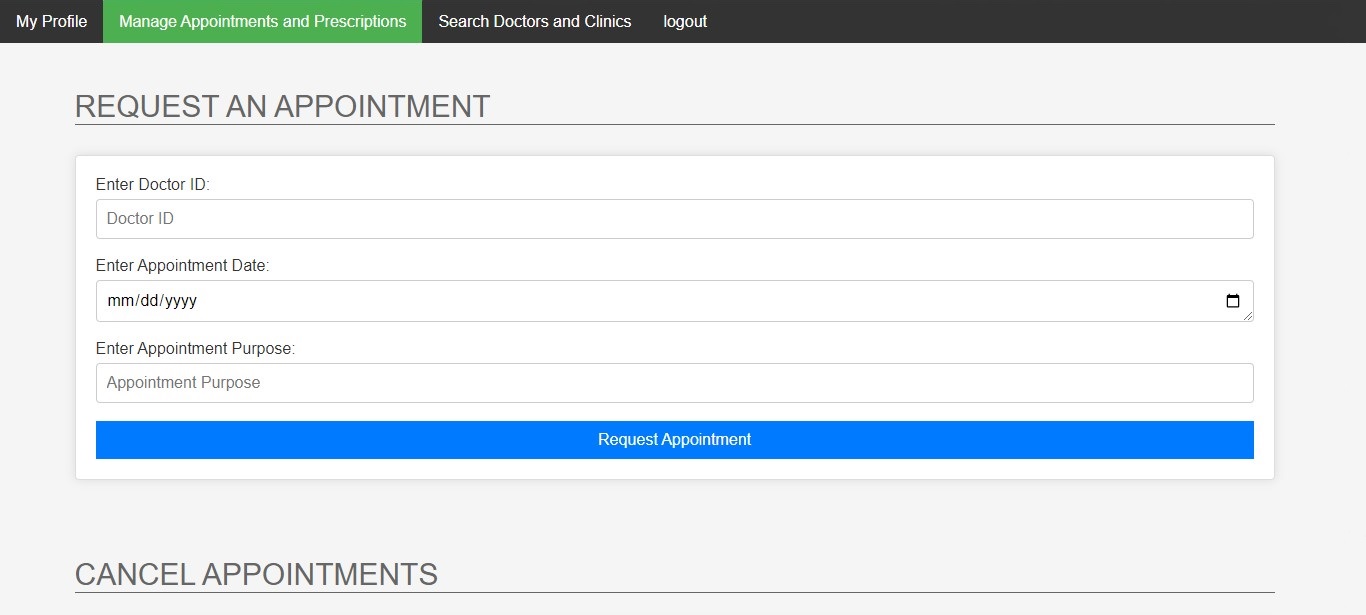 My Profile Manage Appointments and Prescriptions Search Doctors and Clinics logout
REQUEST AN APPOINTMENT
Enter Doctor ID:
Doctor ID
Enter Appointment Date:
mm/dd/yyyy
Enter Appointment Purpose:
Appointment Purpose
Request Appointment
CANCEL APPOINTMENTS